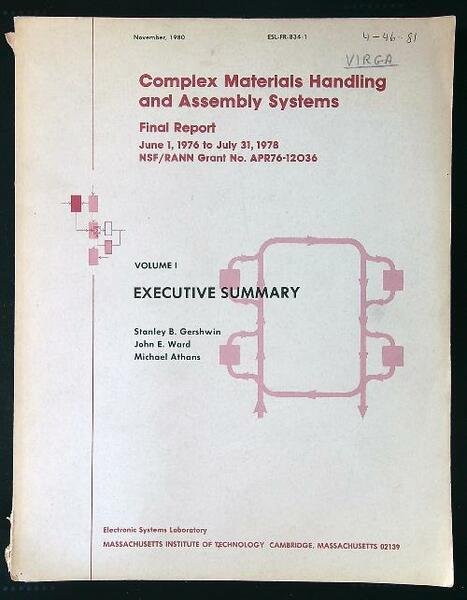 November, 1980 ESL-FR-834-1 4-46-81
VIRGA
Complex Materials Handling
and Assembly Systems
Final Report
June 1, 1976 to July 31, 1978
NSF/RANN Grant No. APR76-12036
VOLUME I
EXECUTIVE SUMMARY
Stanley B. Gershwin
John E. Ward
Michael Athans
Electronic Systems Laboratory
MASSACHUSETTS INSTITUTE OF TECHNOLOGY CAMBRIDGE, MASSACHUSETTS 02139